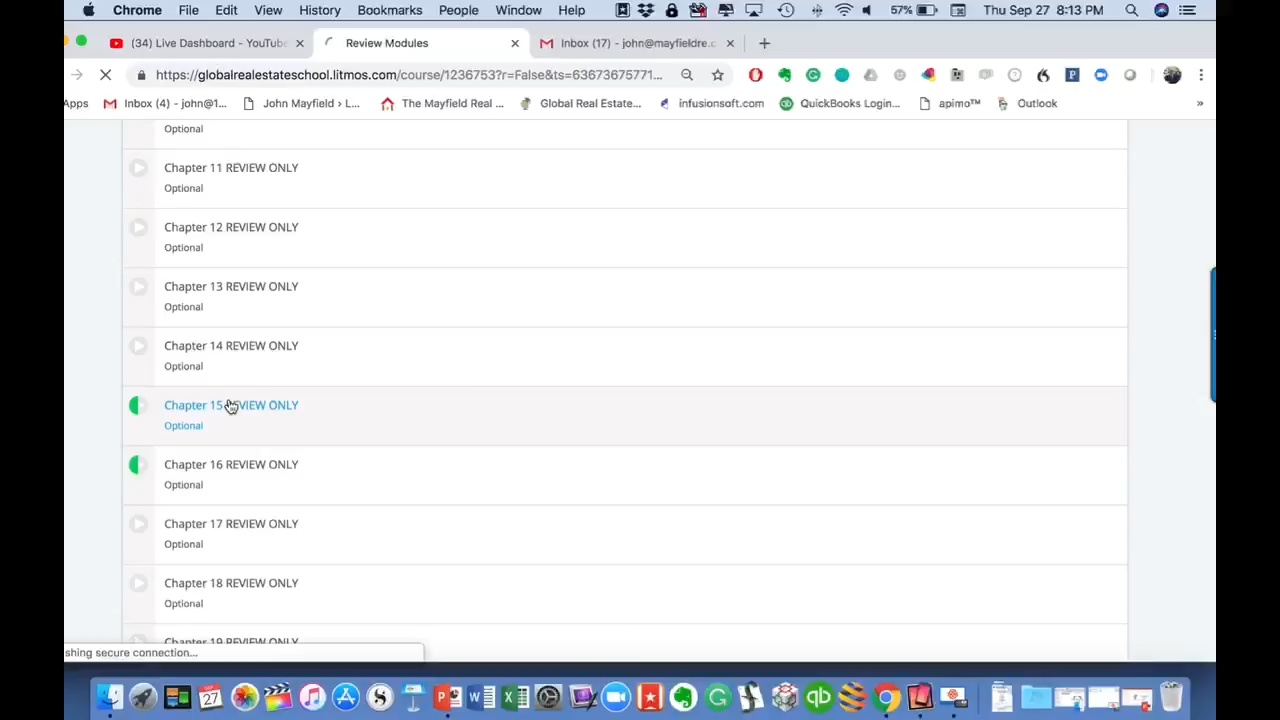 Chrome File Edit View History Bookmarks People Window Help 57% Thu Sep 27 8:13 PM
(34) Live Dashboard - YouTube Review Modules Inbox (17) - john@mayfieldre.c
https://globalrealestateschool.litmos.com/course/1236753?r=False&ts=63673675771...
Apps Inbox (4) - john@1... John Mayfield › L... The Mayfield Real ... Global Real Estate... infusionsoft.com QuickBooks Login... apimo™ Outlook »
Optional
Chapter 11 REVIEW ONLY
Optional
Chapter 12 REVIEW ONLY
Optional
Chapter 13 REVIEW ONLY
Optional
Chapter 14 REVIEW ONLY
Optional
Chapter 15 REVIEW ONLY
Optional
Chapter 16 REVIEW ONLY
Optional
Chapter 17 REVIEW ONLY
Optional
Chapter 18 REVIEW ONLY
Optional
Chapter 19 REVIEW ONLY
shing secure connection...